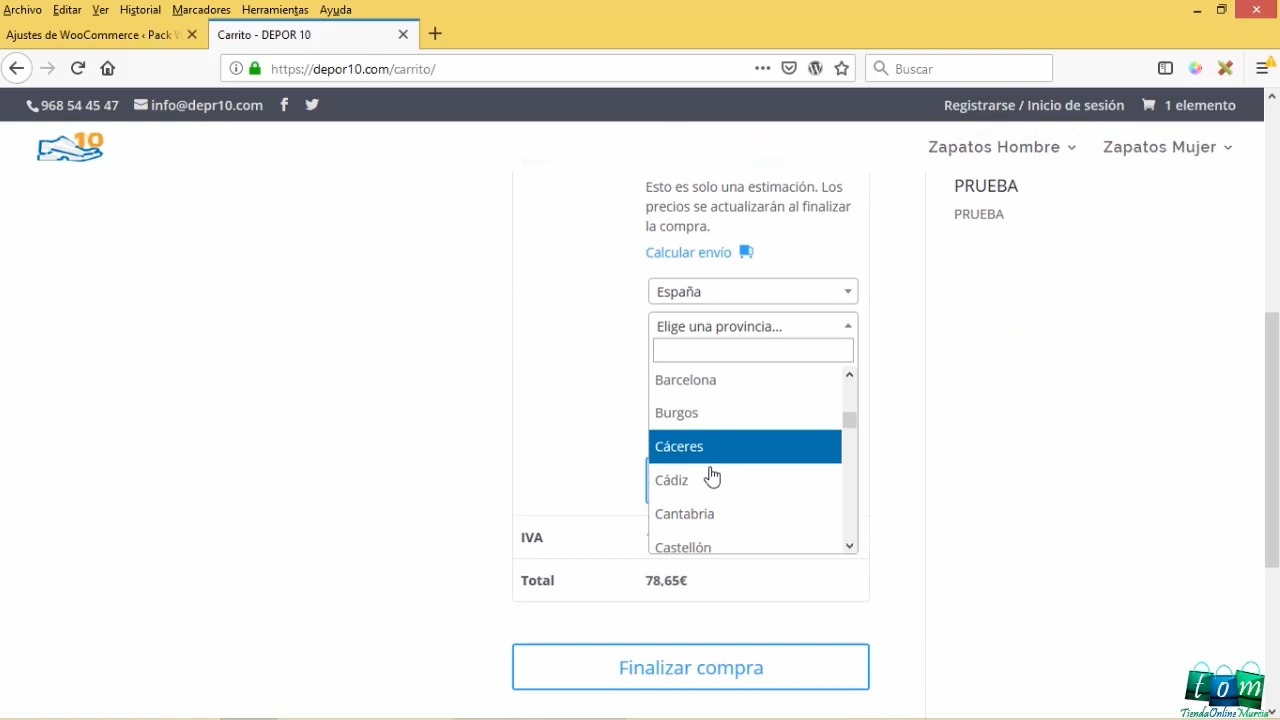 Archivo Editar Ver Historial Marcadores Herramientas Ayuda
Ajustes de WooCommerce ‹ Pack W
Carrito - DEPOR 10
https://depor10.com/carrito/
Buscar
968 54 45 47 info@depr10.com
Registrarse / Inicio de sesión 1 elemento
10
Zapatos Hombre Zapatos Mujer
Esto es solo una estimación. Los
precios se actualizarán al finalizar
la compra.
Calcular envío
España
Elige una provincia...
Barcelona
Burgos
Cáceres
Cádiz
Cantabria
Castellón
IVA
Total 78,65€
Finalizar compra
PRUEBA
PRUEBA
tom
TiendaOnlineMurcia